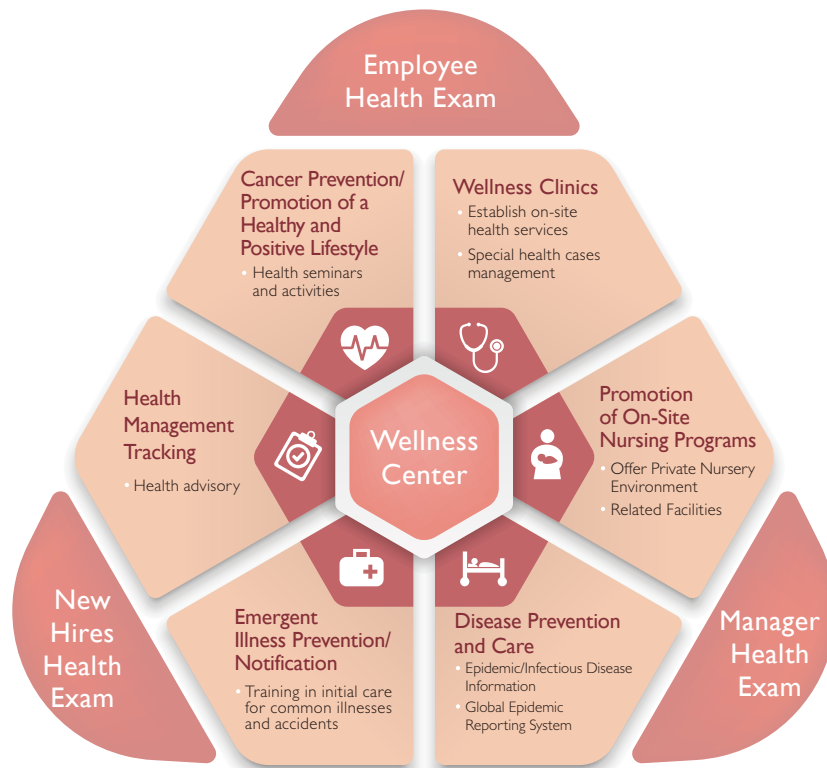 Employee
Health Exam
Cancer Prevention/
Promotion of a
Healthy and
Positive Lifestyle
• Health seminars
and activities
Wellness Clinics
• Establish on-site
health services
• Special health cases
management
Health
Management
Tracking
• Health advisory
Wellness
Center
Promotion
of On-Site
Nursing Programs
• Offer Private Nursery
Environment
• Related Facilities
New
Hires
Health
Exam
Emergent
Illness Prevention/
Notification
• Training in initial care
for common illnesses
and accidents
Disease Prevention
and Care
• Epidemic/Infectious Disease
Information
• Global Epidemic
Reporting System
Manager
Health
Exam